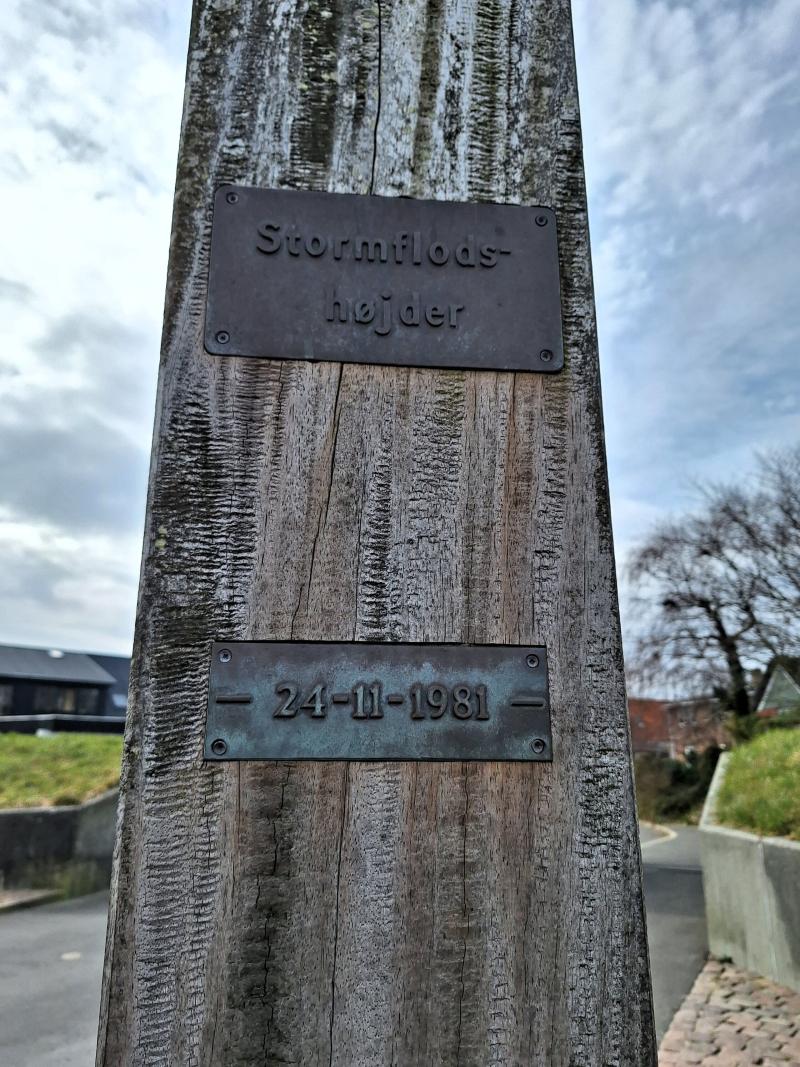 Stormflods-
højder
- 24-11-1981 -